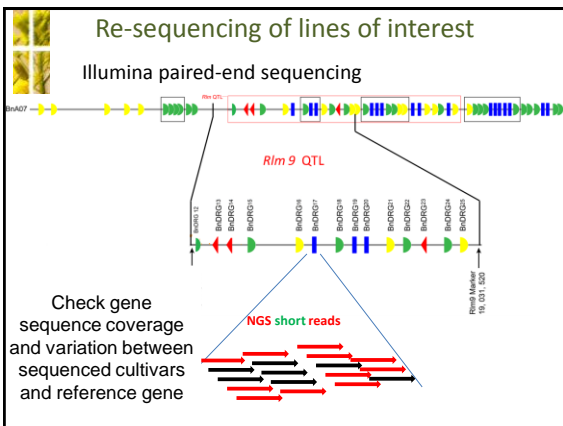 Re-sequencing of lines of interest
Illumina paired-end sequencing
Rlm QTL
BnA07
Rlm 9 QTL
BnDRG 12
BnDRG13
BnDRG14
BnDRG15
BnDRG16
BnDRG17
BnDRG18
BnDRG19
BnDRG20
BnDRG21
BnDRG22
BnDRG23
BnDRG24
BnDRG25
Rlm9 Marker
19, 031, 520
Check gene
sequence coverage
and variation between
sequenced cultivars
and reference gene
NGS short reads